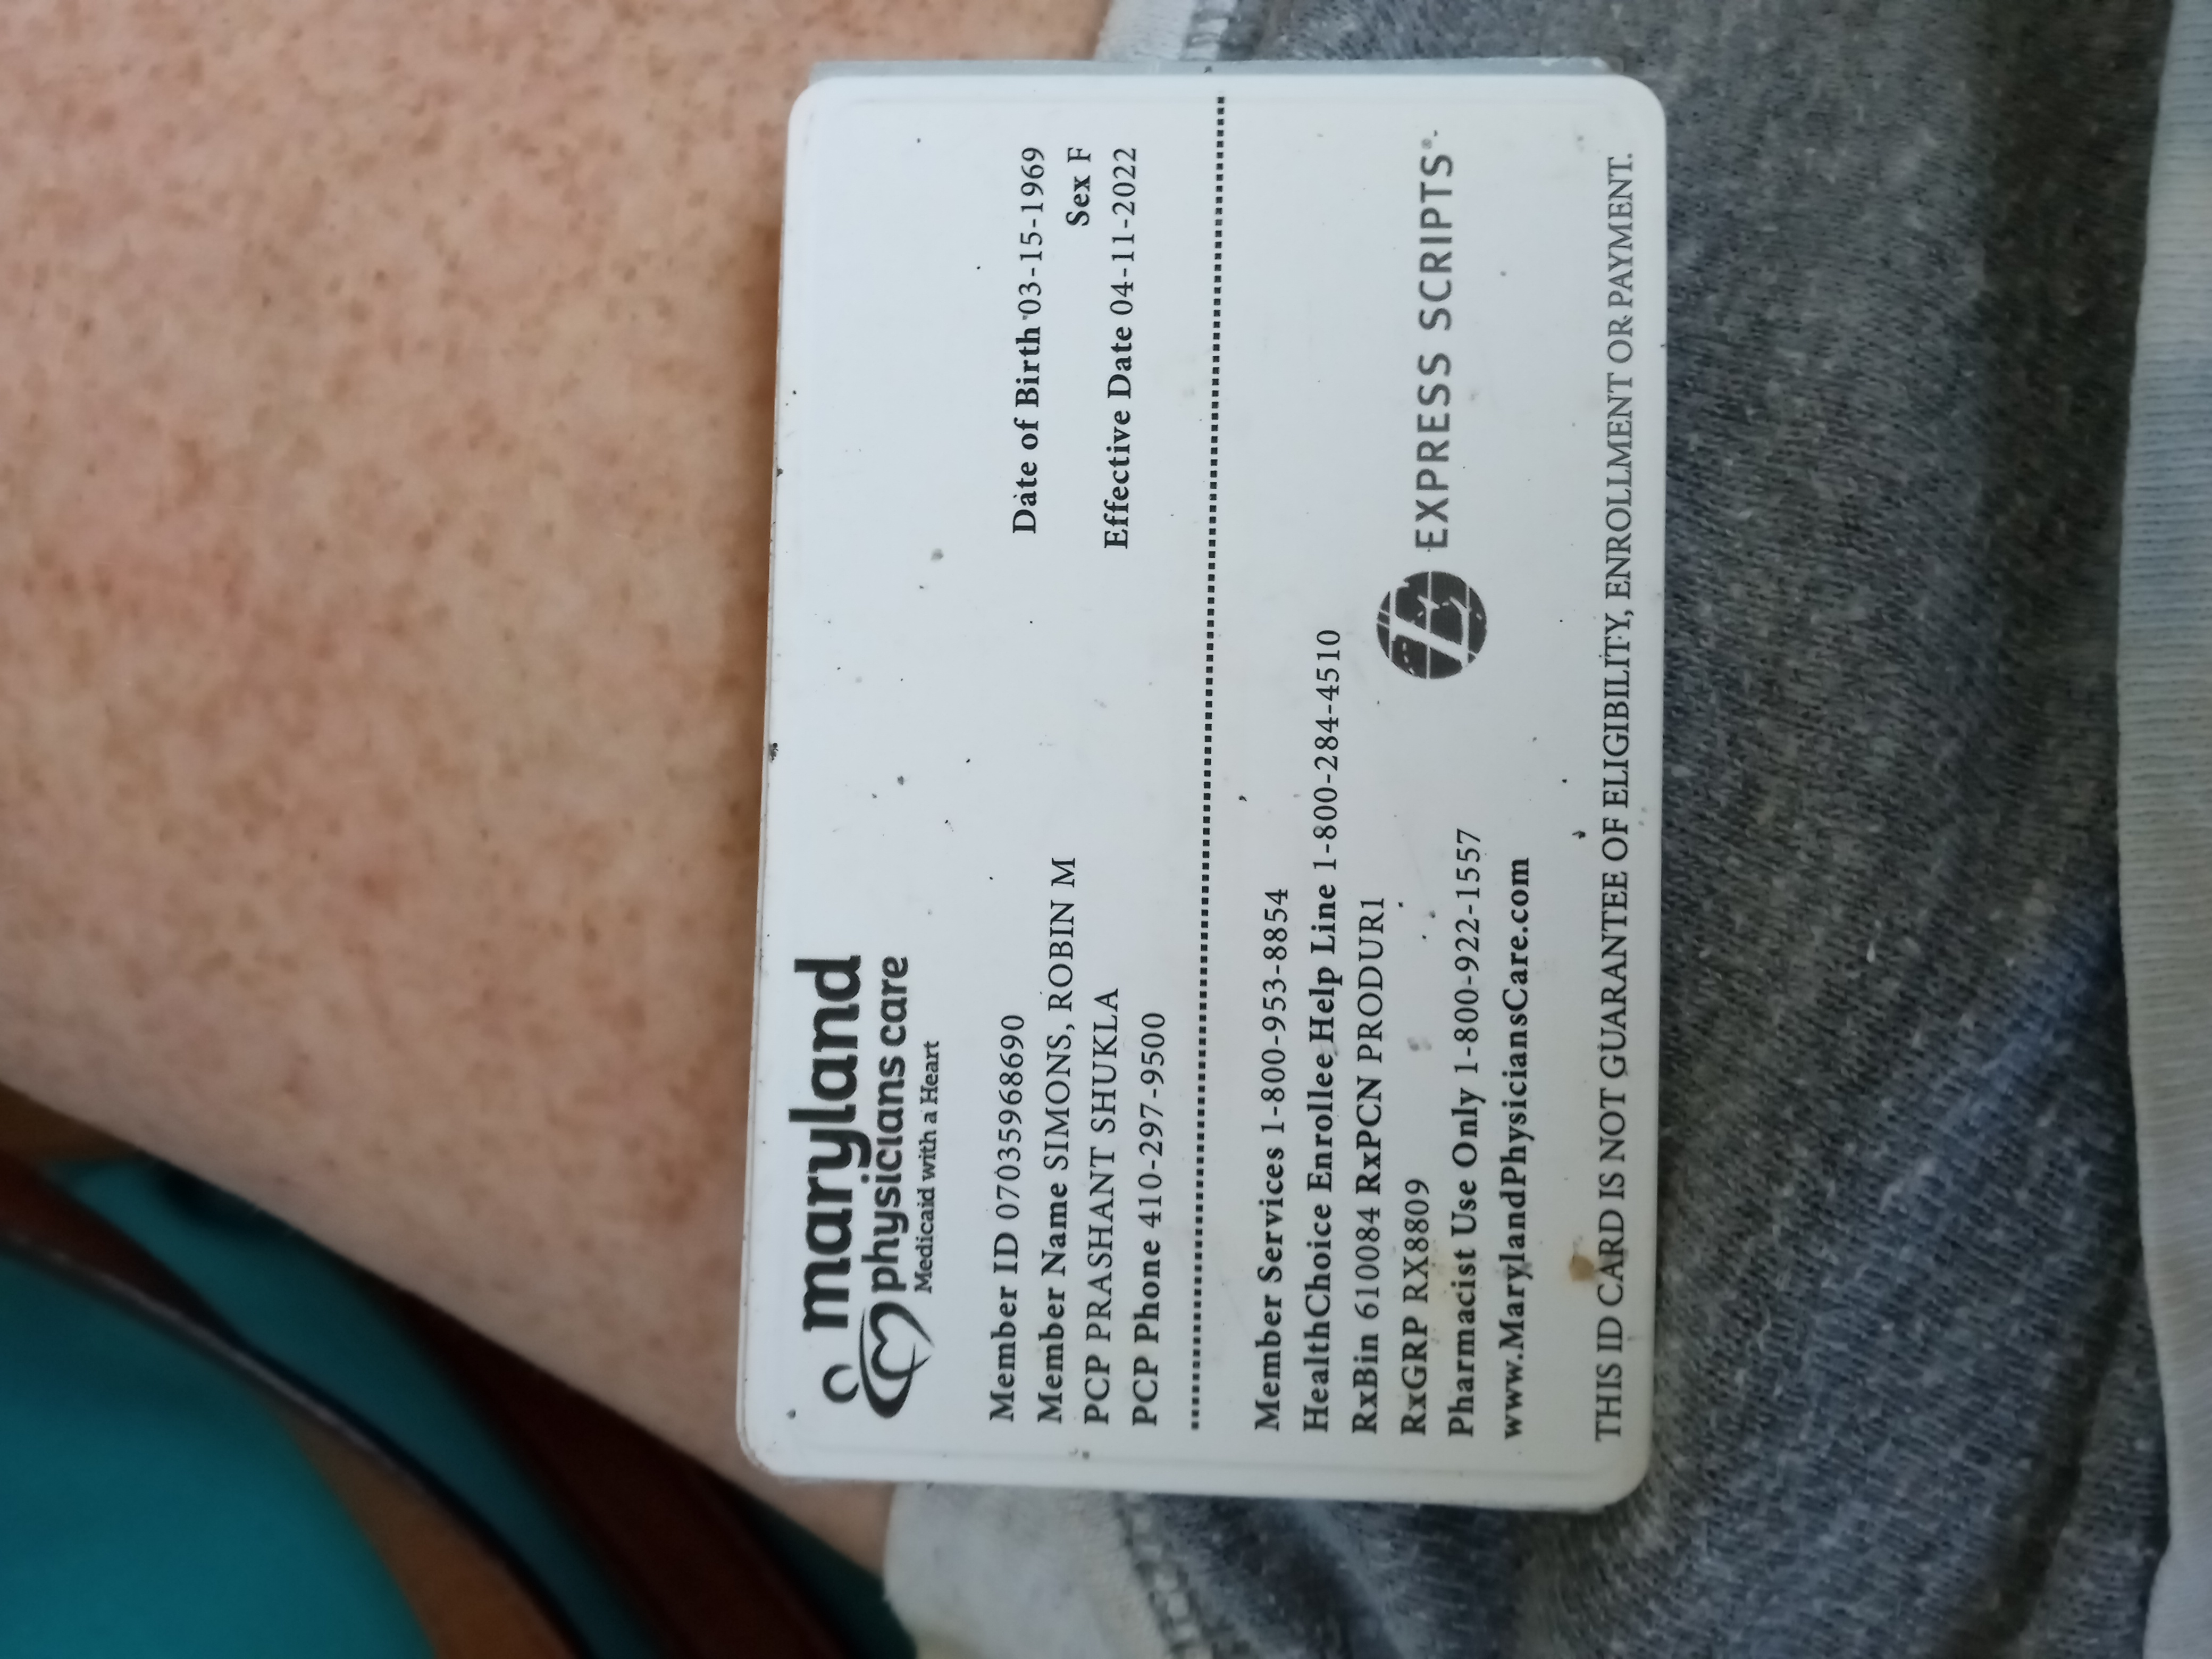 maryland
physicians care
Medicaid with a Heart
Member ID 07035968690
Date of Birth 03-15-1969
Member Name SIMONS, ROBIN M
Sex F
PCP PRASHANT SHUKLA
Effective Date 04-11-2022
PCP Phone 410-297-9500
Member Services 1-800-953-8854
HealthChoice Enrollee Help Line 1-800-284-4510
RxBin 610084 RxPCN PRODUR1
RxGRP RX8809
EXPRESS SCRIPTS®
Pharmacist Use Only 1-800-922-1557
www.MarylandPhysiciansCare.com
THIS ID CARD IS NOT GUARANTEE OF ELIGIBILITY, ENROLLMENT OR PAYMENT.